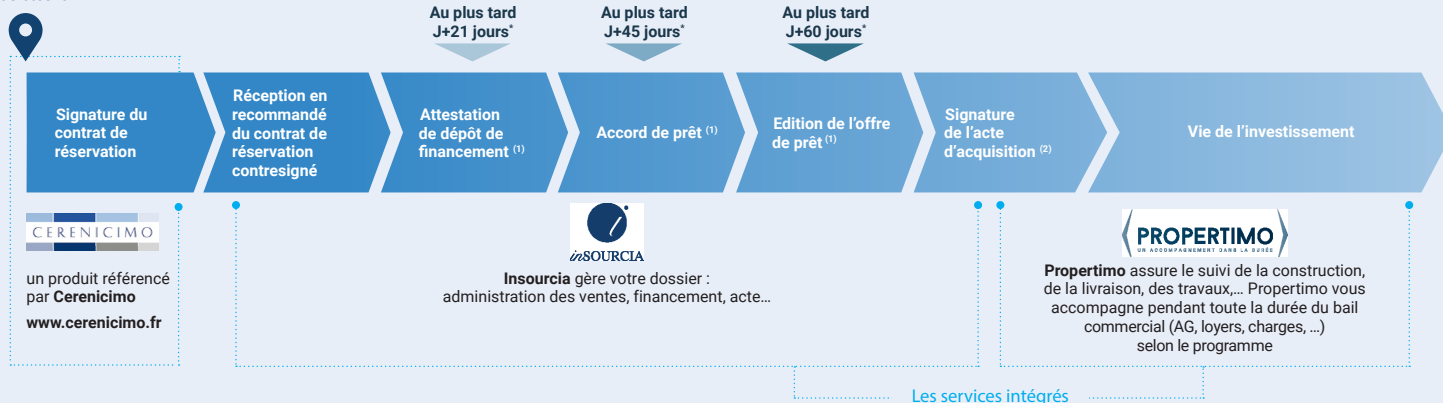 Au plus tard
J+21 jours*
Au plus tard
J+45 jours*
Au plus tard
J+60 jours*
Signature du
contrat de
réservation
Réception en
recommandé
du contrat de
réservation
contresigné
Attestation
de dépôt de
financement (1)
Accord de prêt (1)
Edition de l'offre
de prêt (1)
Signature
de l'acte
d'acquisition (2)
Vie de l'investissement
CERENICIMO
un produit référencé
par Cerenicimo
www.cerenicimo.fr
inSOURCIA
Insourcia gère votre dossier :
administration des ventes, financement, acte…
PROPERTIMO
UN ACCOMPAGNEMENT DANS LA DURÉE
Propertimo assure le suivi de la construction,
de la livraison, des travaux,… Propertimo vous
accompagne pendant toute la durée du bail
commercial (AG, loyers, charges, …)
selon le programme
Les services intégrés